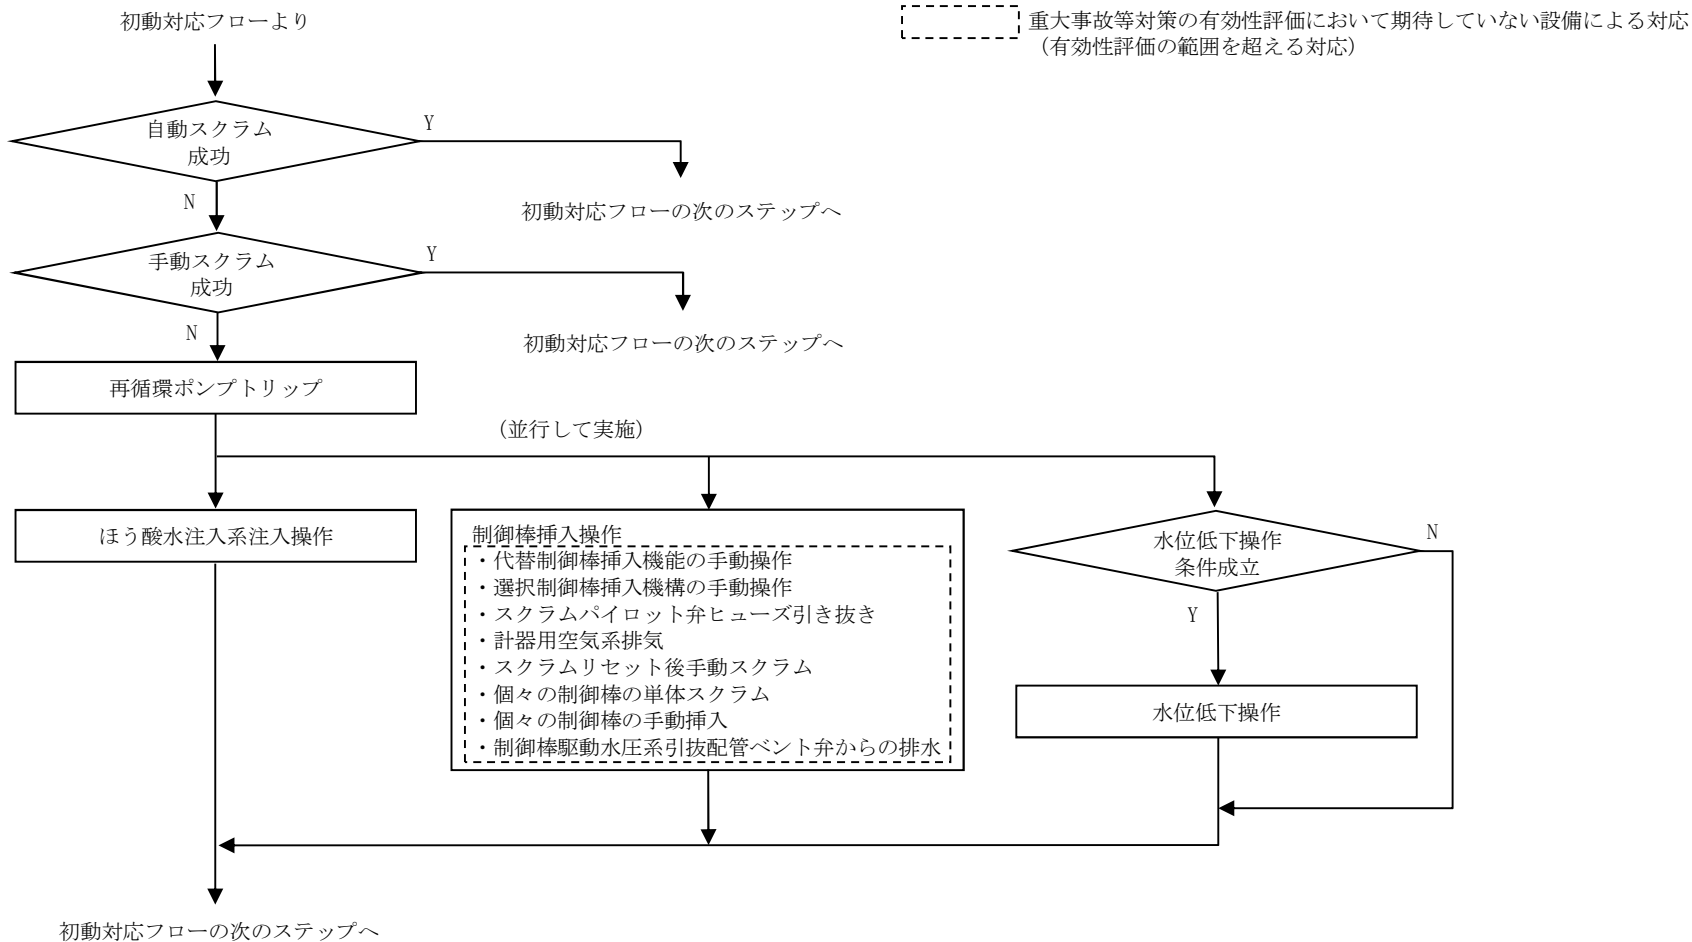 初動対応フローより
重大事故等対策の有効性評価において期待していない設備による対応
（有効性評価の範囲を超える対応）
自動スクラム
成功
Y
N
初動対応フローの次のステップへ
手動スクラム
成功
Y
N
初動対応フローの次のステップへ
再循環ポンプトリップ
（並行して実施）
ほう酸水注入系注入操作
制御棒挿入操作
・代替制御棒挿入機能の手動操作
・選択制御棒挿入機構の手動操作
・スクラムパイロット弁ヒューズ引き抜き
・計器用空気系排気
・スクラムリセット後手動スクラム
・個々の制御棒の単体スクラム
・個々の制御棒の手動挿入
・制御棒駆動水圧系引抜配管ベント弁からの排水
水位低下操作
条件成立
N
Y
水位低下操作
初動対応フローの次のステップへ